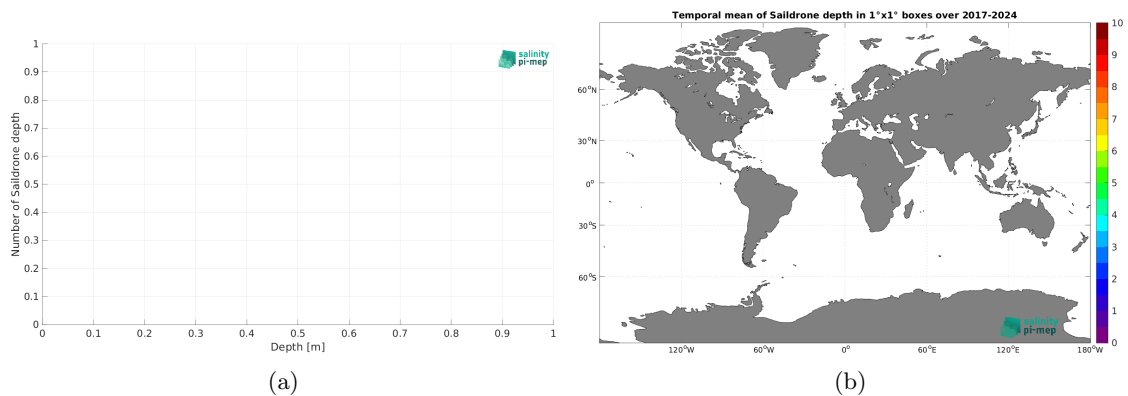 Temporal mean of Saildrone depth in 1°x1° boxes over 2017-2024
salinity
pi-mep
Number of Saildrone depth
1
0.9
0.8
0.7
0.6
0.5
0.4
0.3
0.2
0.1
0
0 0.1 0.2 0.3 0.4 0.5 0.6 0.7 0.8 0.9 1
Depth [m]
60°N
30°N
0°
30°S
60°S
120°W 60°W 0° 60°E 120°E 180°W
salinity
pi-mep
10
9
8
7
6
5
4
3
2
1
0
(a)
(b)